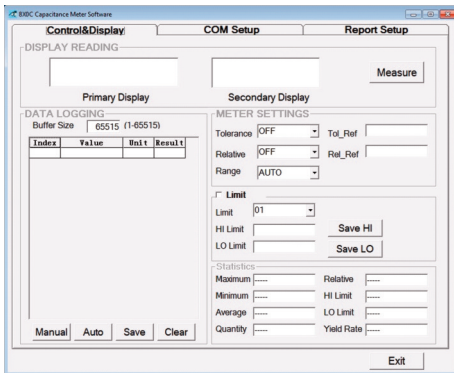 8X0C Capacitance Meter Software
Control&Display
COM Setup
Report Setup
DISPLAY READING
Measure
Primary Display
Secondary Display
DATA LOGGING
Buffer Size 65515 (1-65515)
Index Value Unit Result
Manual Auto Save Clear
METER SETTINGS
Tolerance OFF Tol_Ref
Relative OFF Rel_Ref
Range AUTO
Limit
Limit 01
HI Limit Save HI
LO Limit Save LO
Statistics
Maximum ----- Relative -----
Minimum ----- HI Limit -----
Average ----- LO Limit -----
Quantity ----- Yield Rate -----
Exit